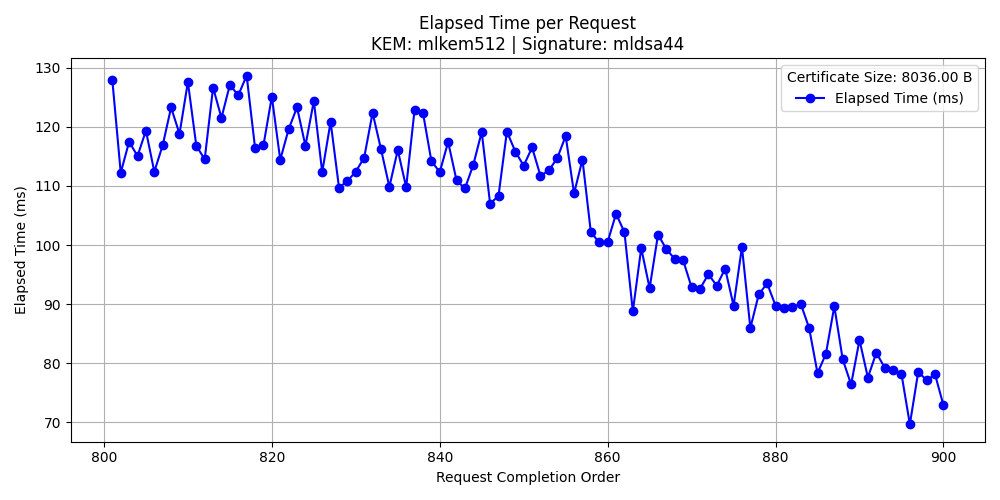 Elapsed Time per Request
KEM: mlkem512 | Signature: mldsa44
Certificate Size: 8036.00 B
Elapsed Time (ms)
Elapsed Time (ms)
130
120
110
100
90
80
70
800 820 840 860 880 900
Request Completion Order